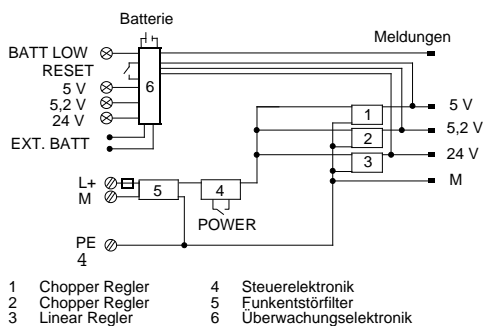 Batterie
BATT LOW
Meldungen
RESET
5 V
5,2 V
24 V
6
EXT. BATT
1
5 V
2
5,2 V
3
24 V
L+
M
5
4
M
POWER
PE
4
1 Chopper Regler 4 Steuerelektronik
2 Chopper Regler 5 Funkentstörfilter
3 Linear Regler 6 Überwachungselektronik